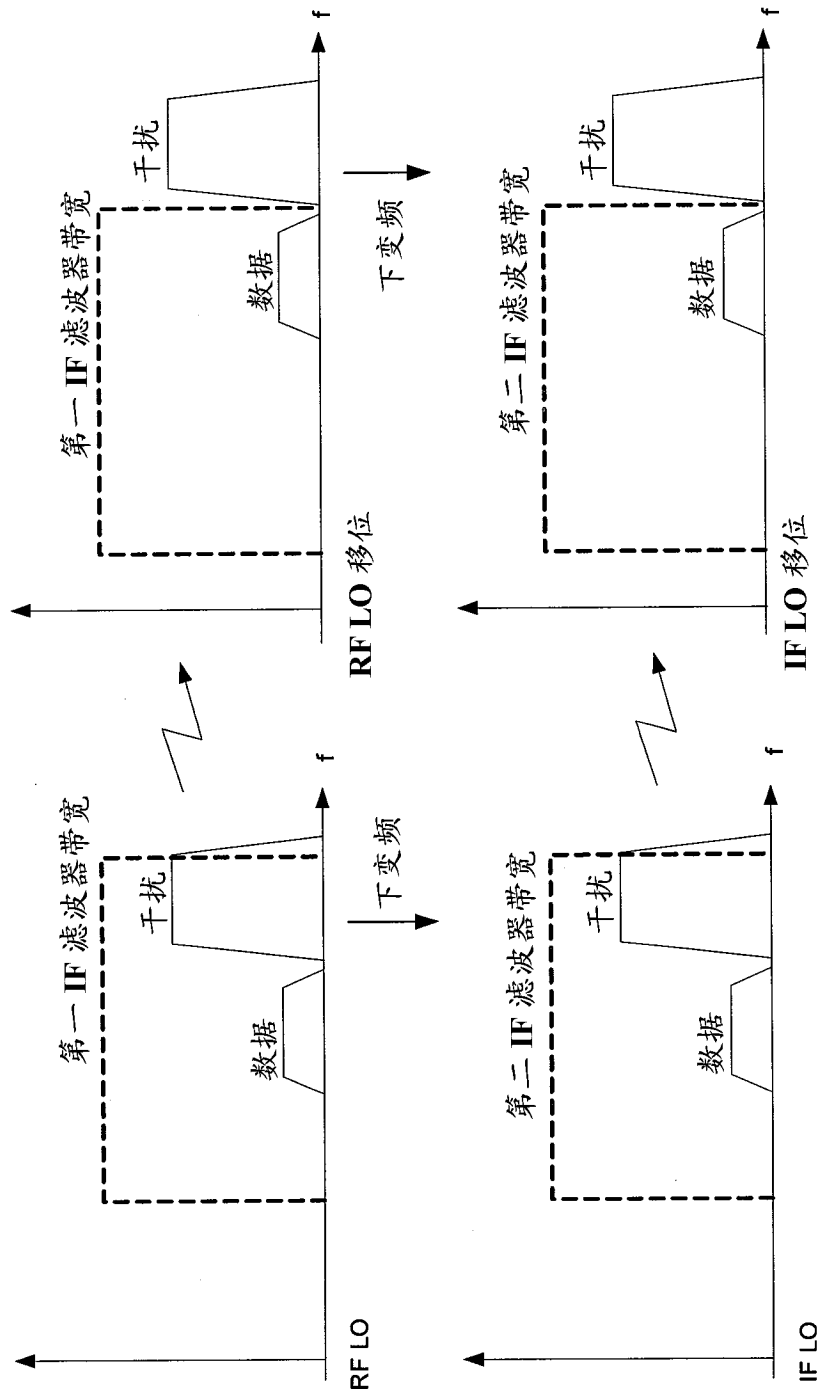 第一 IF 滤波器带宽
干扰
数据
f
RF LO
下变频
第一 IF 滤波器带宽
干扰
数据
f
RF LO 移位
下变频
第二 IF 滤波器带宽
干扰
数据
f
IF LO
第二 IF 滤波器带宽
干扰
数据
f
IF LO 移位